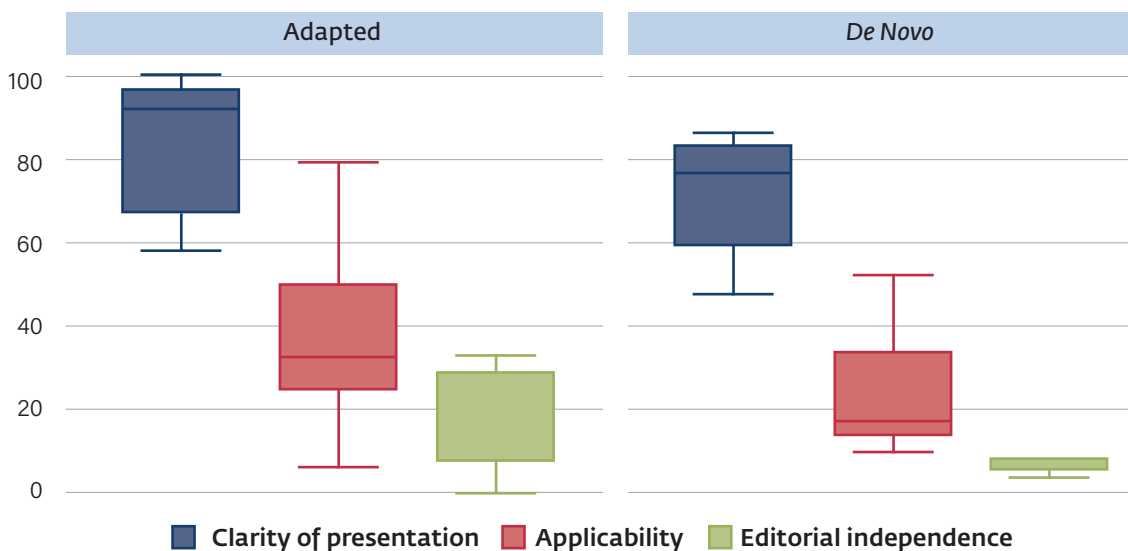 Adapted
De Novo
100
80
60
40
20
0
Clarity of presentation Applicability Editorial independence